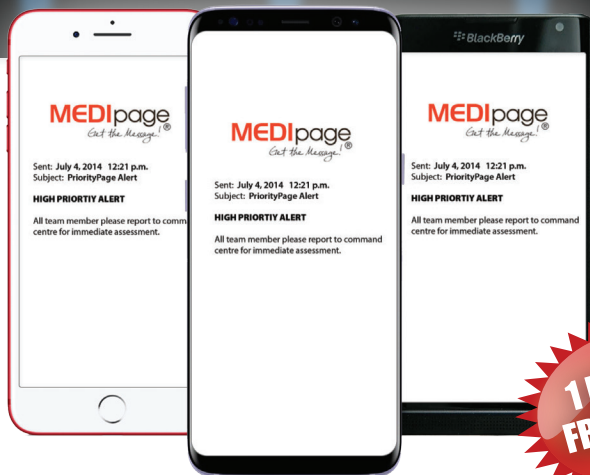 MEDIpage
Get the Message!®
Sent: July 4, 2014 12:21 p.m.
Subject: PriorityPage Alert
HIGH PRIORTIY ALERT
All team member please report to
centre for immediate assessment.
MEDIpage
Get the Message!®
Sent: July 4, 2014 12:21 p.m.
Subject: PriorityPage Alert
HIGH PRIORTIY ALERT
All team member please report to command
centre for immediate assessment.
BlackBerry
MEDIpage
Get the Message!®
Sent: July 4, 2014 12:21 p.m.
Subject: PriorityPage Alert
HIGH PRIORTIY ALERT
All team member please report to command
centre for immediate assessment.
1